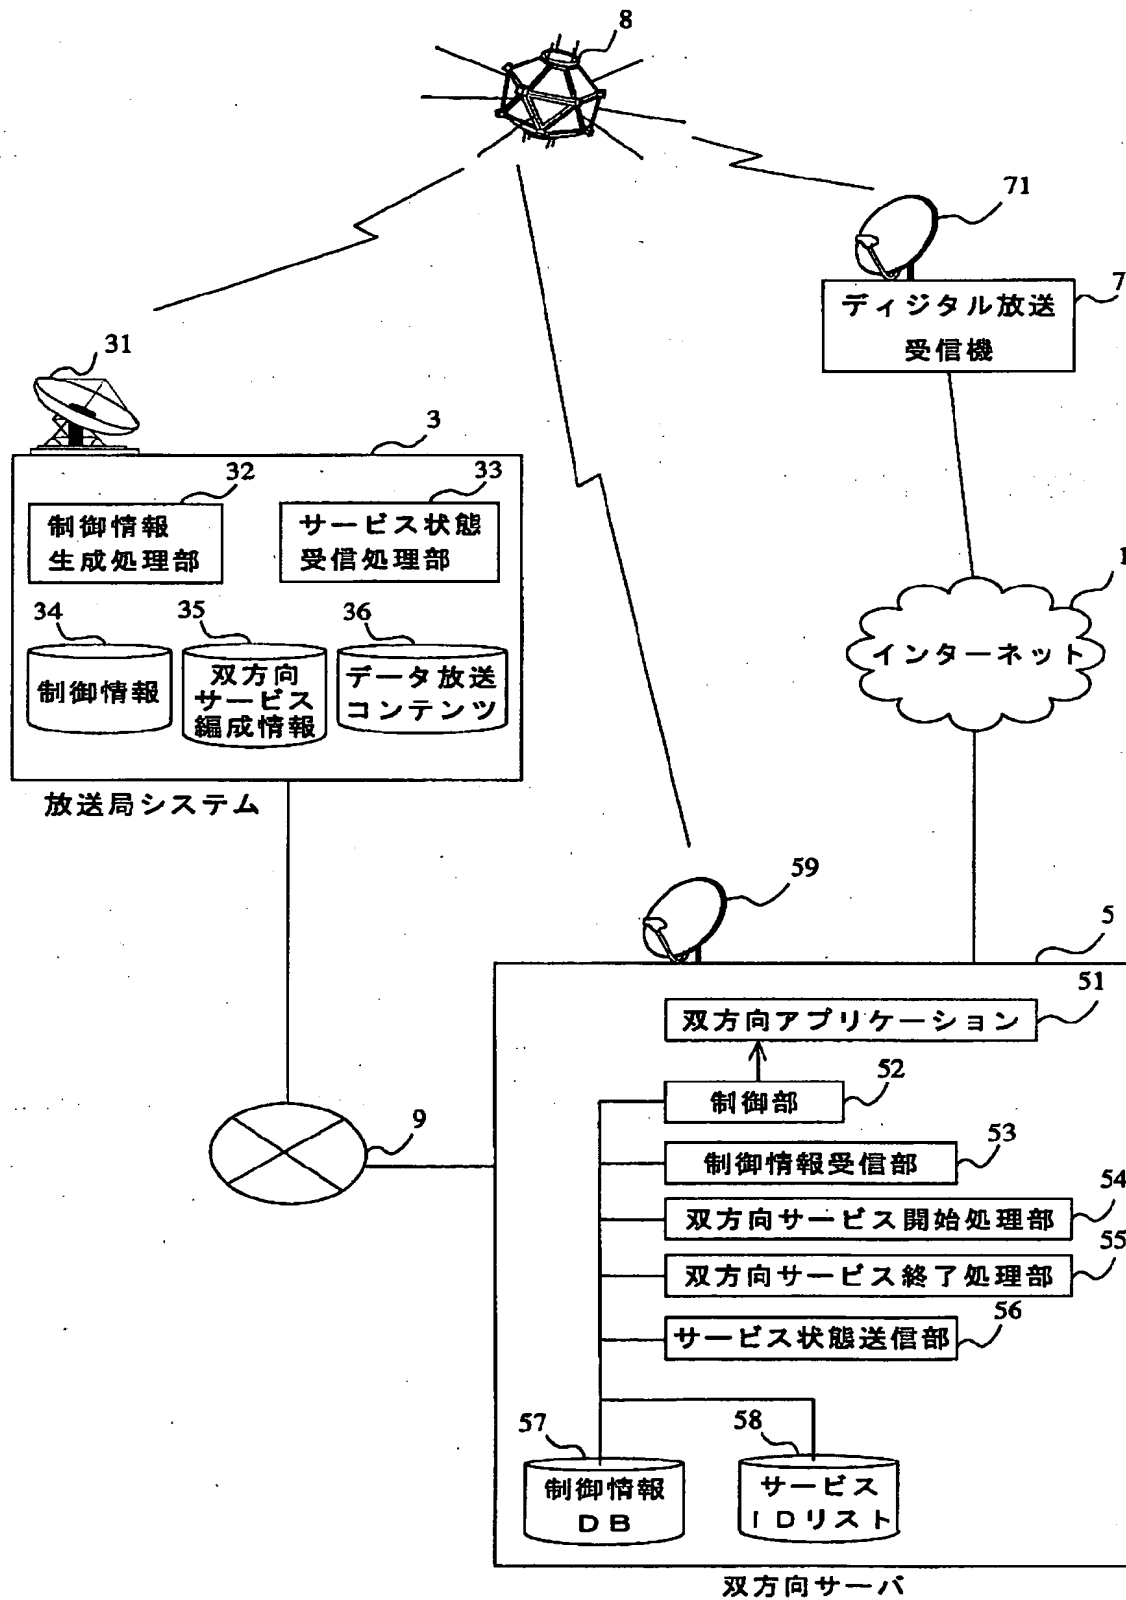 8
71
7
ディジタル放送
受信機
31
3
32
33
制御情報
生成処理部
サービス状態
受信処理部
1
インターネット
34
35
36
制御情報
双方向
サービス
編成情報
データ放送
コンテンツ
放送局システム
59
5
51
双方向アプリケーション
52
制御部
9
53
制御情報受信部
54
双方向サービス開始処理部
55
双方向サービス終了処理部
56
サービス状態送信部
57
58
制御情報
DB
サービス
IDリスト
双方向サーバ